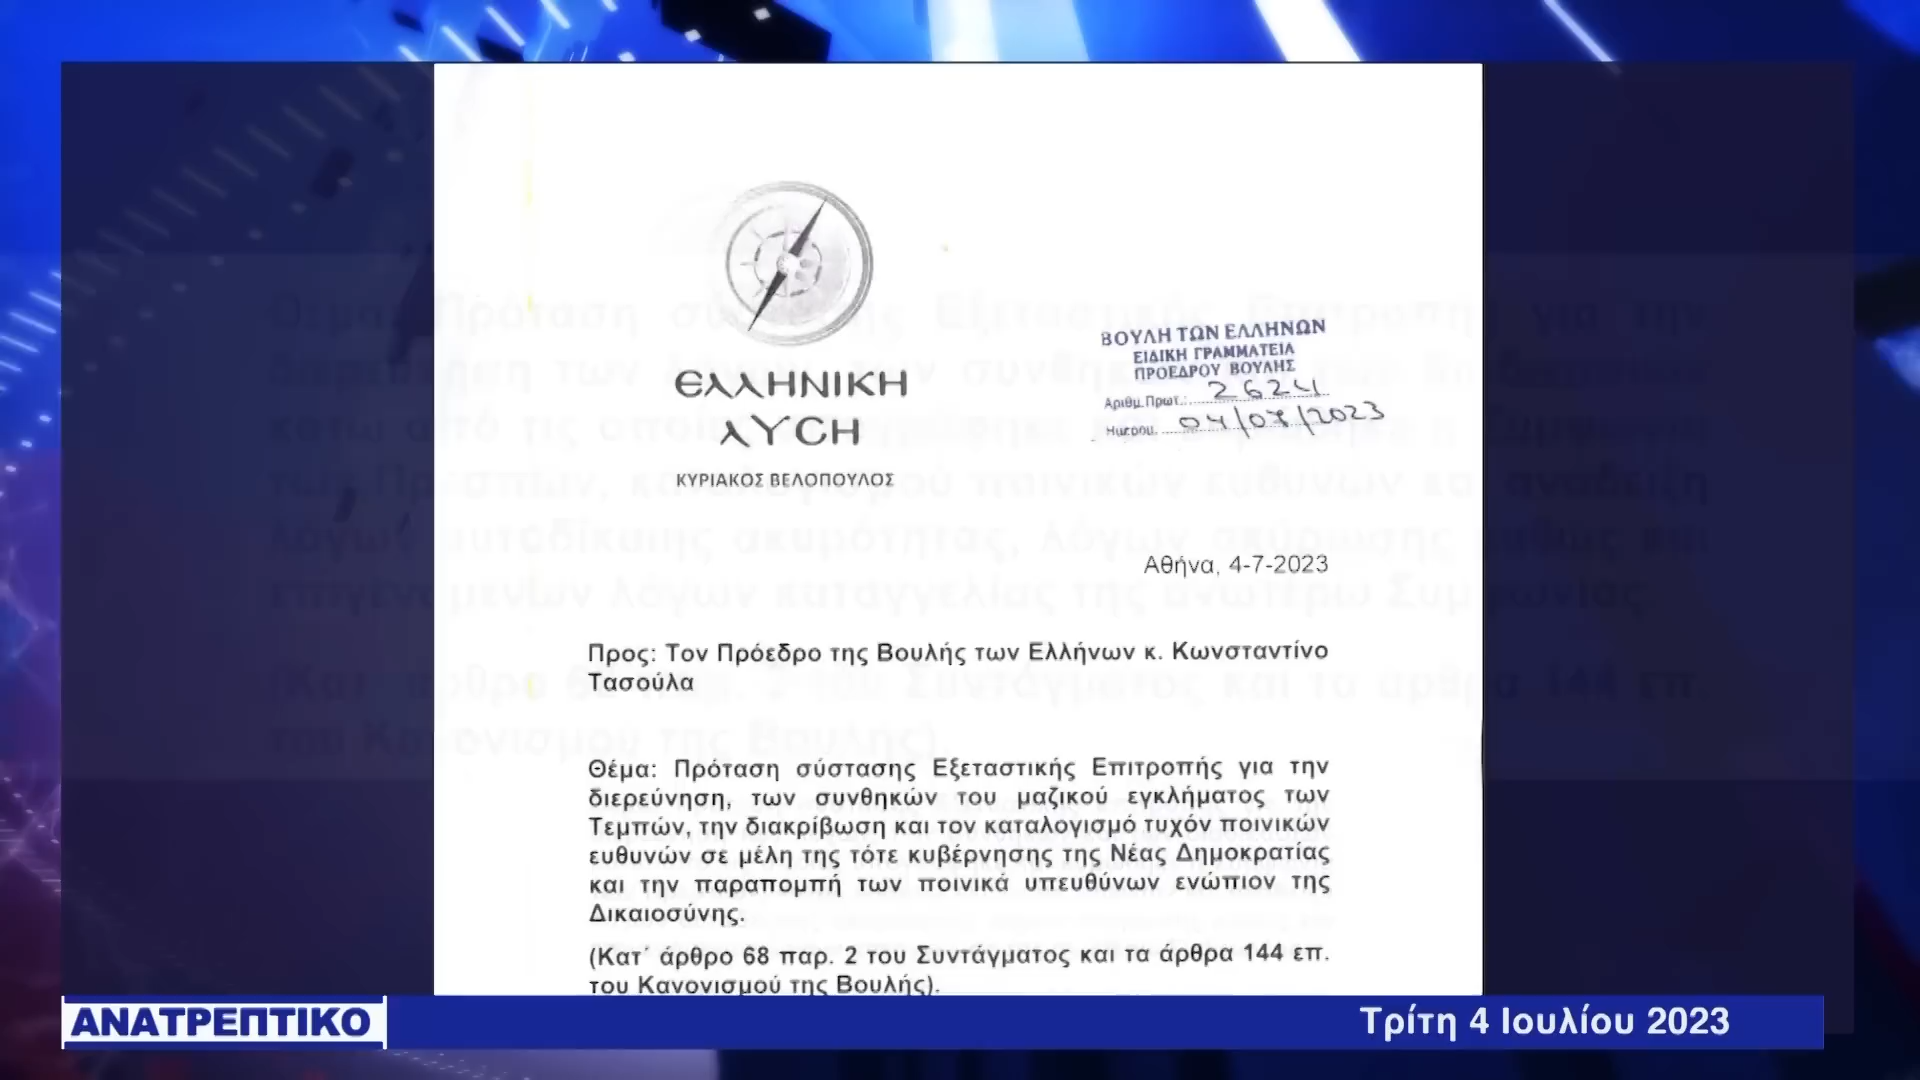 ΕΛΛΗΝΙΚΗ
ΛΥСΗ
ΚΥΡΙΑΚΟΣ ΒΕΛΟΠΟΥΛΟΣ
ΒΟΥΛΗ ΤΩΝ ΕΛΛΗΝΩΝ
ΕΙΔΙΚΗ ΓΡΑΜΜΑΤΕΙΑ
ΠΡΟΕΔΡΟΥ ΒΟΥΛΗΣ
Αριθμ. Πρωτ.: 2624
Ημερομ. 04/07/2023
Αθήνα, 4-7-2023
Προς: Τον Πρόεδρο της Βουλής των Ελλήνων κ. Κωνσταντίνο
Τασούλα
Θέμα: Πρόταση σύστασης Εξεταστικής Επιτροπής για την
διερεύνηση, των συνθηκών του μαζικού εγκλήματος των
Τεμπών, την διακρίβωση και τον καταλογισμό τυχόν ποινικών
ευθυνών σε μέλη της τότε κυβέρνησης της Νέας Δημοκρατίας
και την παραπομπή των ποινικά υπευθύνων ενώπιον της
Δικαιοσύνης.
(Κατ΄ άρθρο 68 παρ. 2 του Συντάγματος και τα άρθρα 144 επ.
του Κανονισμού της Βουλής).
ΑΝΑΤΡΕΠΤΙΚΟ
Τρίτη 4 Ιουλίου 2023